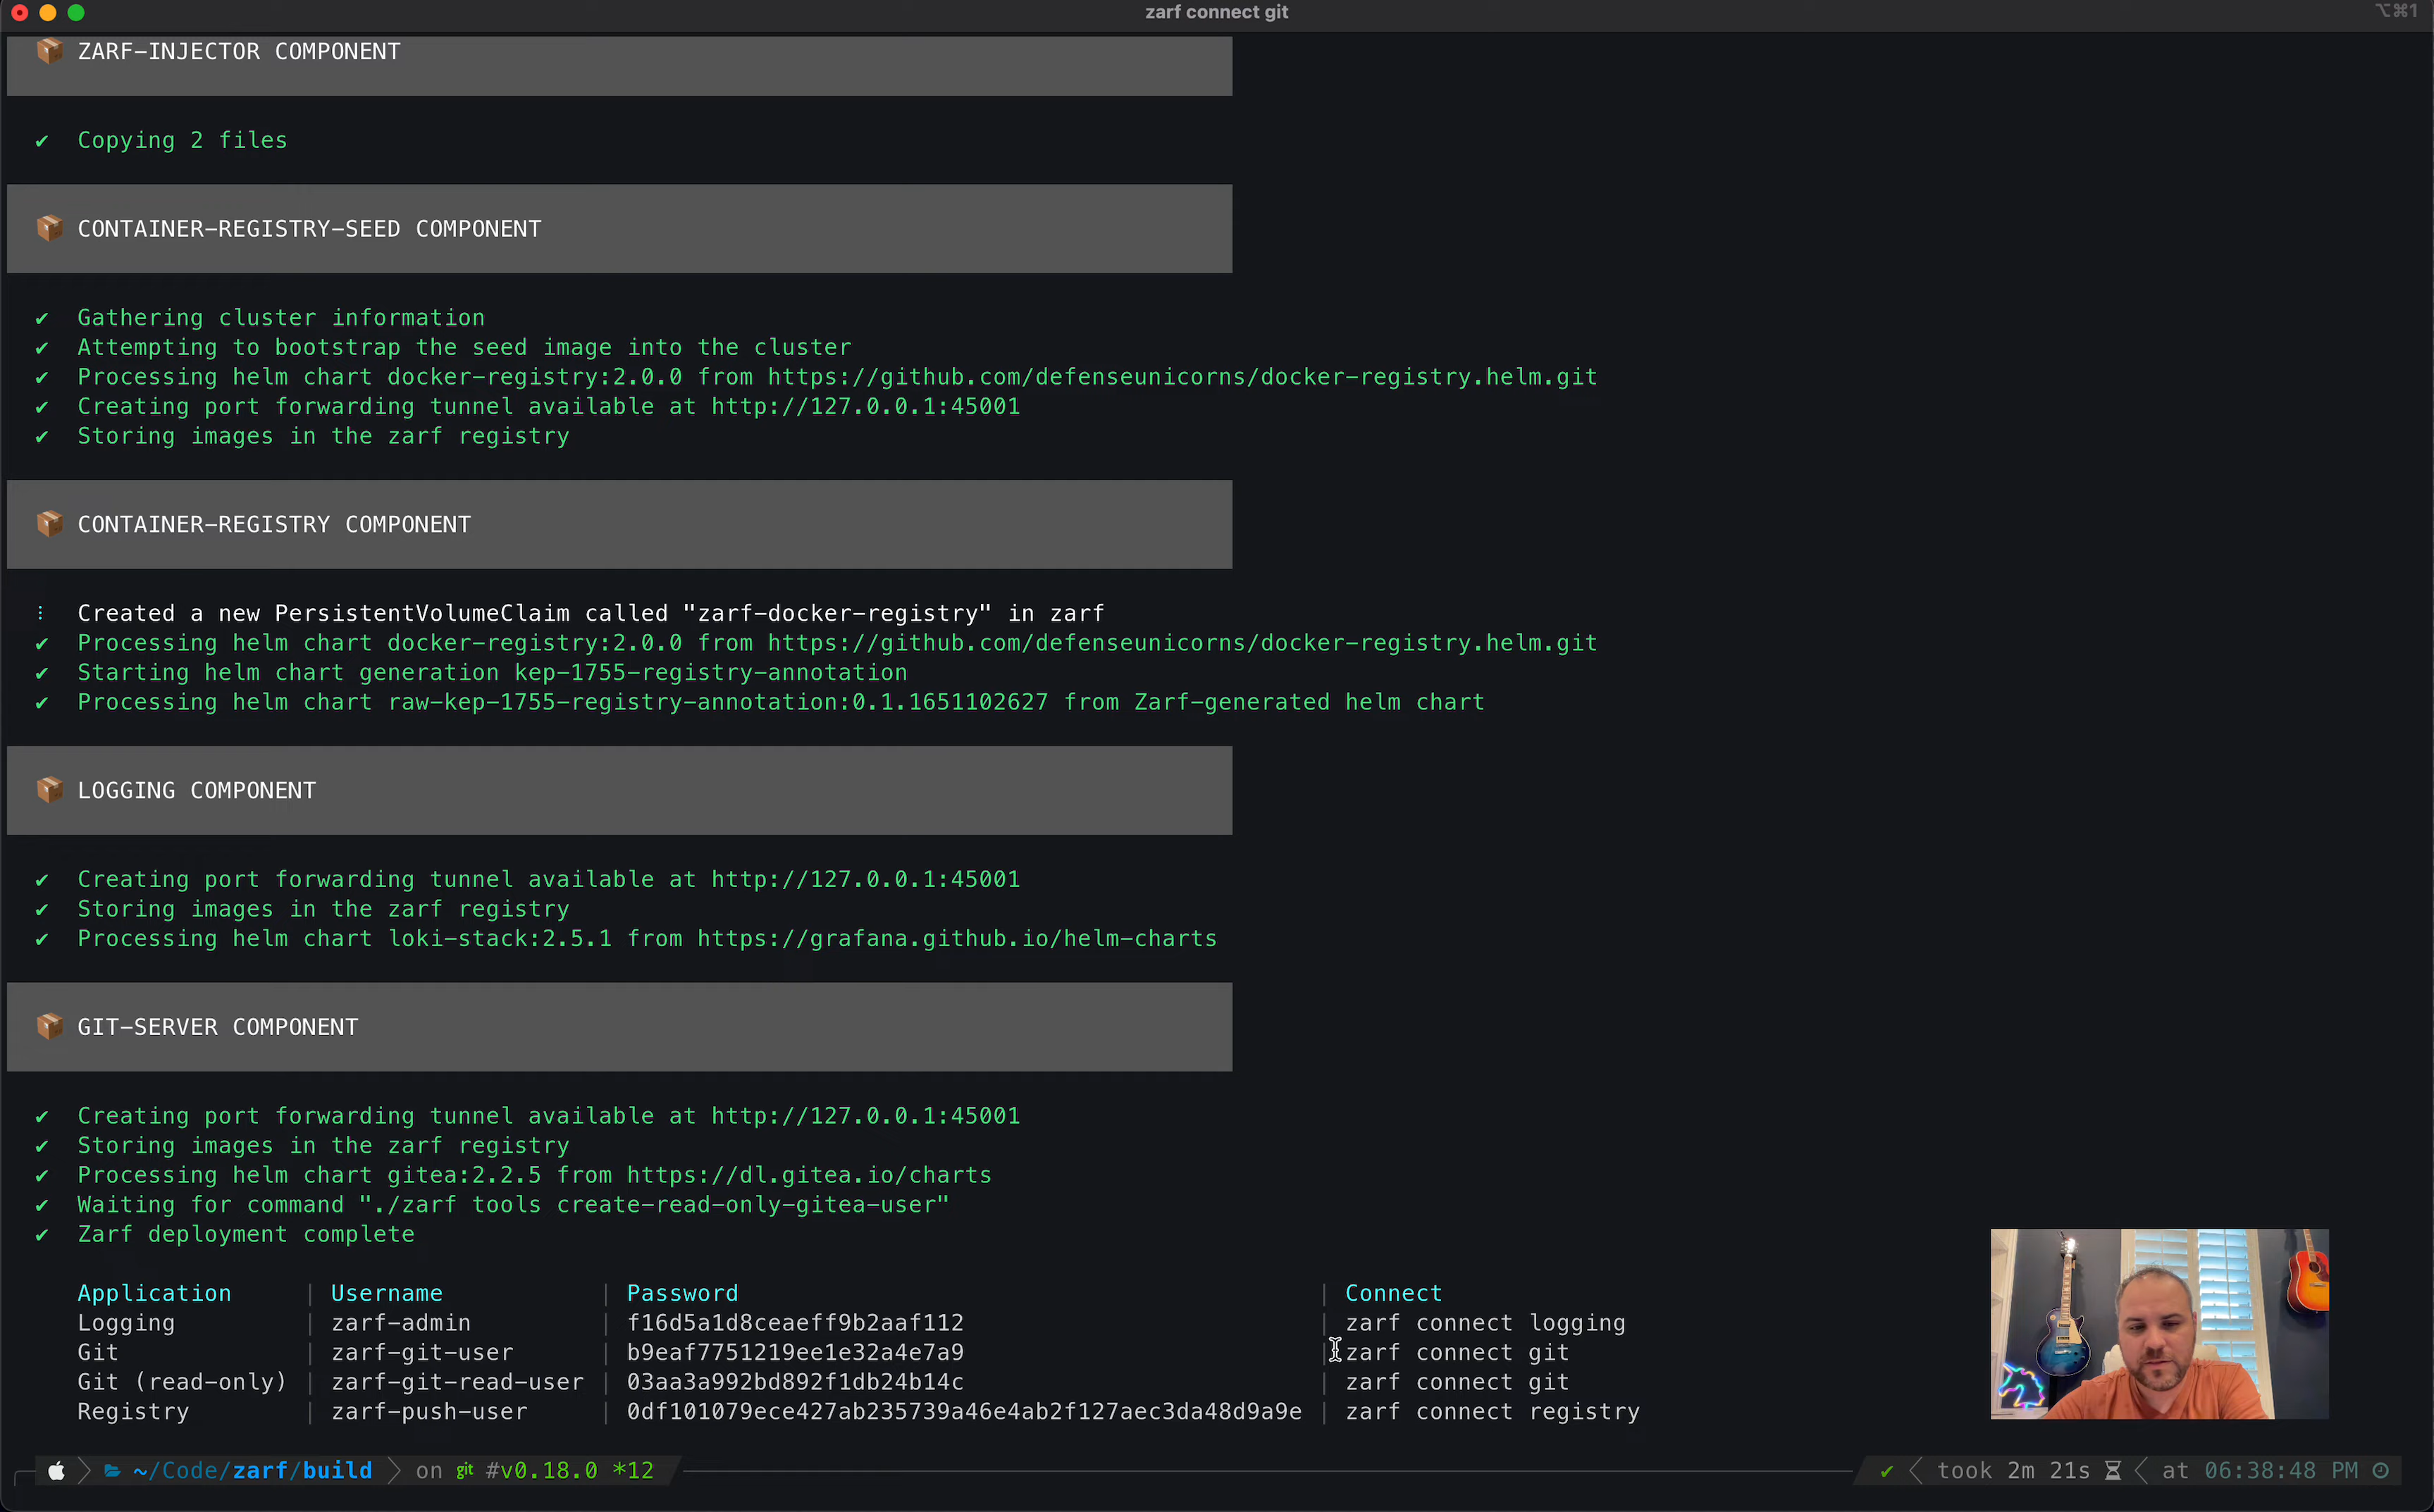 zarf connect git
⌥⌘1
ZARF-INJECTOR COMPONENT
✔ Copying 2 files
CONTAINER-REGISTRY-SEED COMPONENT
✔ Gathering cluster information
✔ Attempting to bootstrap the seed image into the cluster
✔ Processing helm chart docker-registry:2.0.0 from https://github.com/defenseunicorns/docker-registry.helm.git
✔ Creating port forwarding tunnel available at http://127.0.0.1:45001
✔ Storing images in the zarf registry
CONTAINER-REGISTRY COMPONENT
⋮ Created a new PersistentVolumeClaim called "zarf-docker-registry" in zarf
✔ Processing helm chart docker-registry:2.0.0 from https://github.com/defenseunicorns/docker-registry.helm.git
✔ Starting helm chart generation kep-1755-registry-annotation
✔ Processing helm chart raw-kep-1755-registry-annotation:0.1.1651102627 from Zarf-generated helm chart
LOGGING COMPONENT
✔ Creating port forwarding tunnel available at http://127.0.0.1:45001
✔ Storing images in the zarf registry
✔ Processing helm chart loki-stack:2.5.1 from https://grafana.github.io/helm-charts
GIT-SERVER COMPONENT
✔ Creating port forwarding tunnel available at http://127.0.0.1:45001
✔ Storing images in the zarf registry
✔ Processing helm chart gitea:2.2.5 from https://dl.gitea.io/charts
✔ Waiting for command "./zarf tools create-read-only-gitea-user"
✔ Zarf deployment complete
Application | Username | Password | Connect
Logging | zarf-admin | f16d5a1d8ceaeff9b2aaf112 | zarf connect logging
Git | zarf-git-user | b9eaf7751219ee1e32a4e7a9 | zarf connect git
Git (read-only) | zarf-git-read-user | 03aa3a992bd892f1db24b14c | zarf connect git
Registry | zarf-push-user | 0df101079ece427ab235739a46e4ab2f127aec3da48d9a9e | zarf connect registry
~/Code/zarf/build on git #v0.18.0 *12 ✔ took 2m 21s at 06:38:48 PM